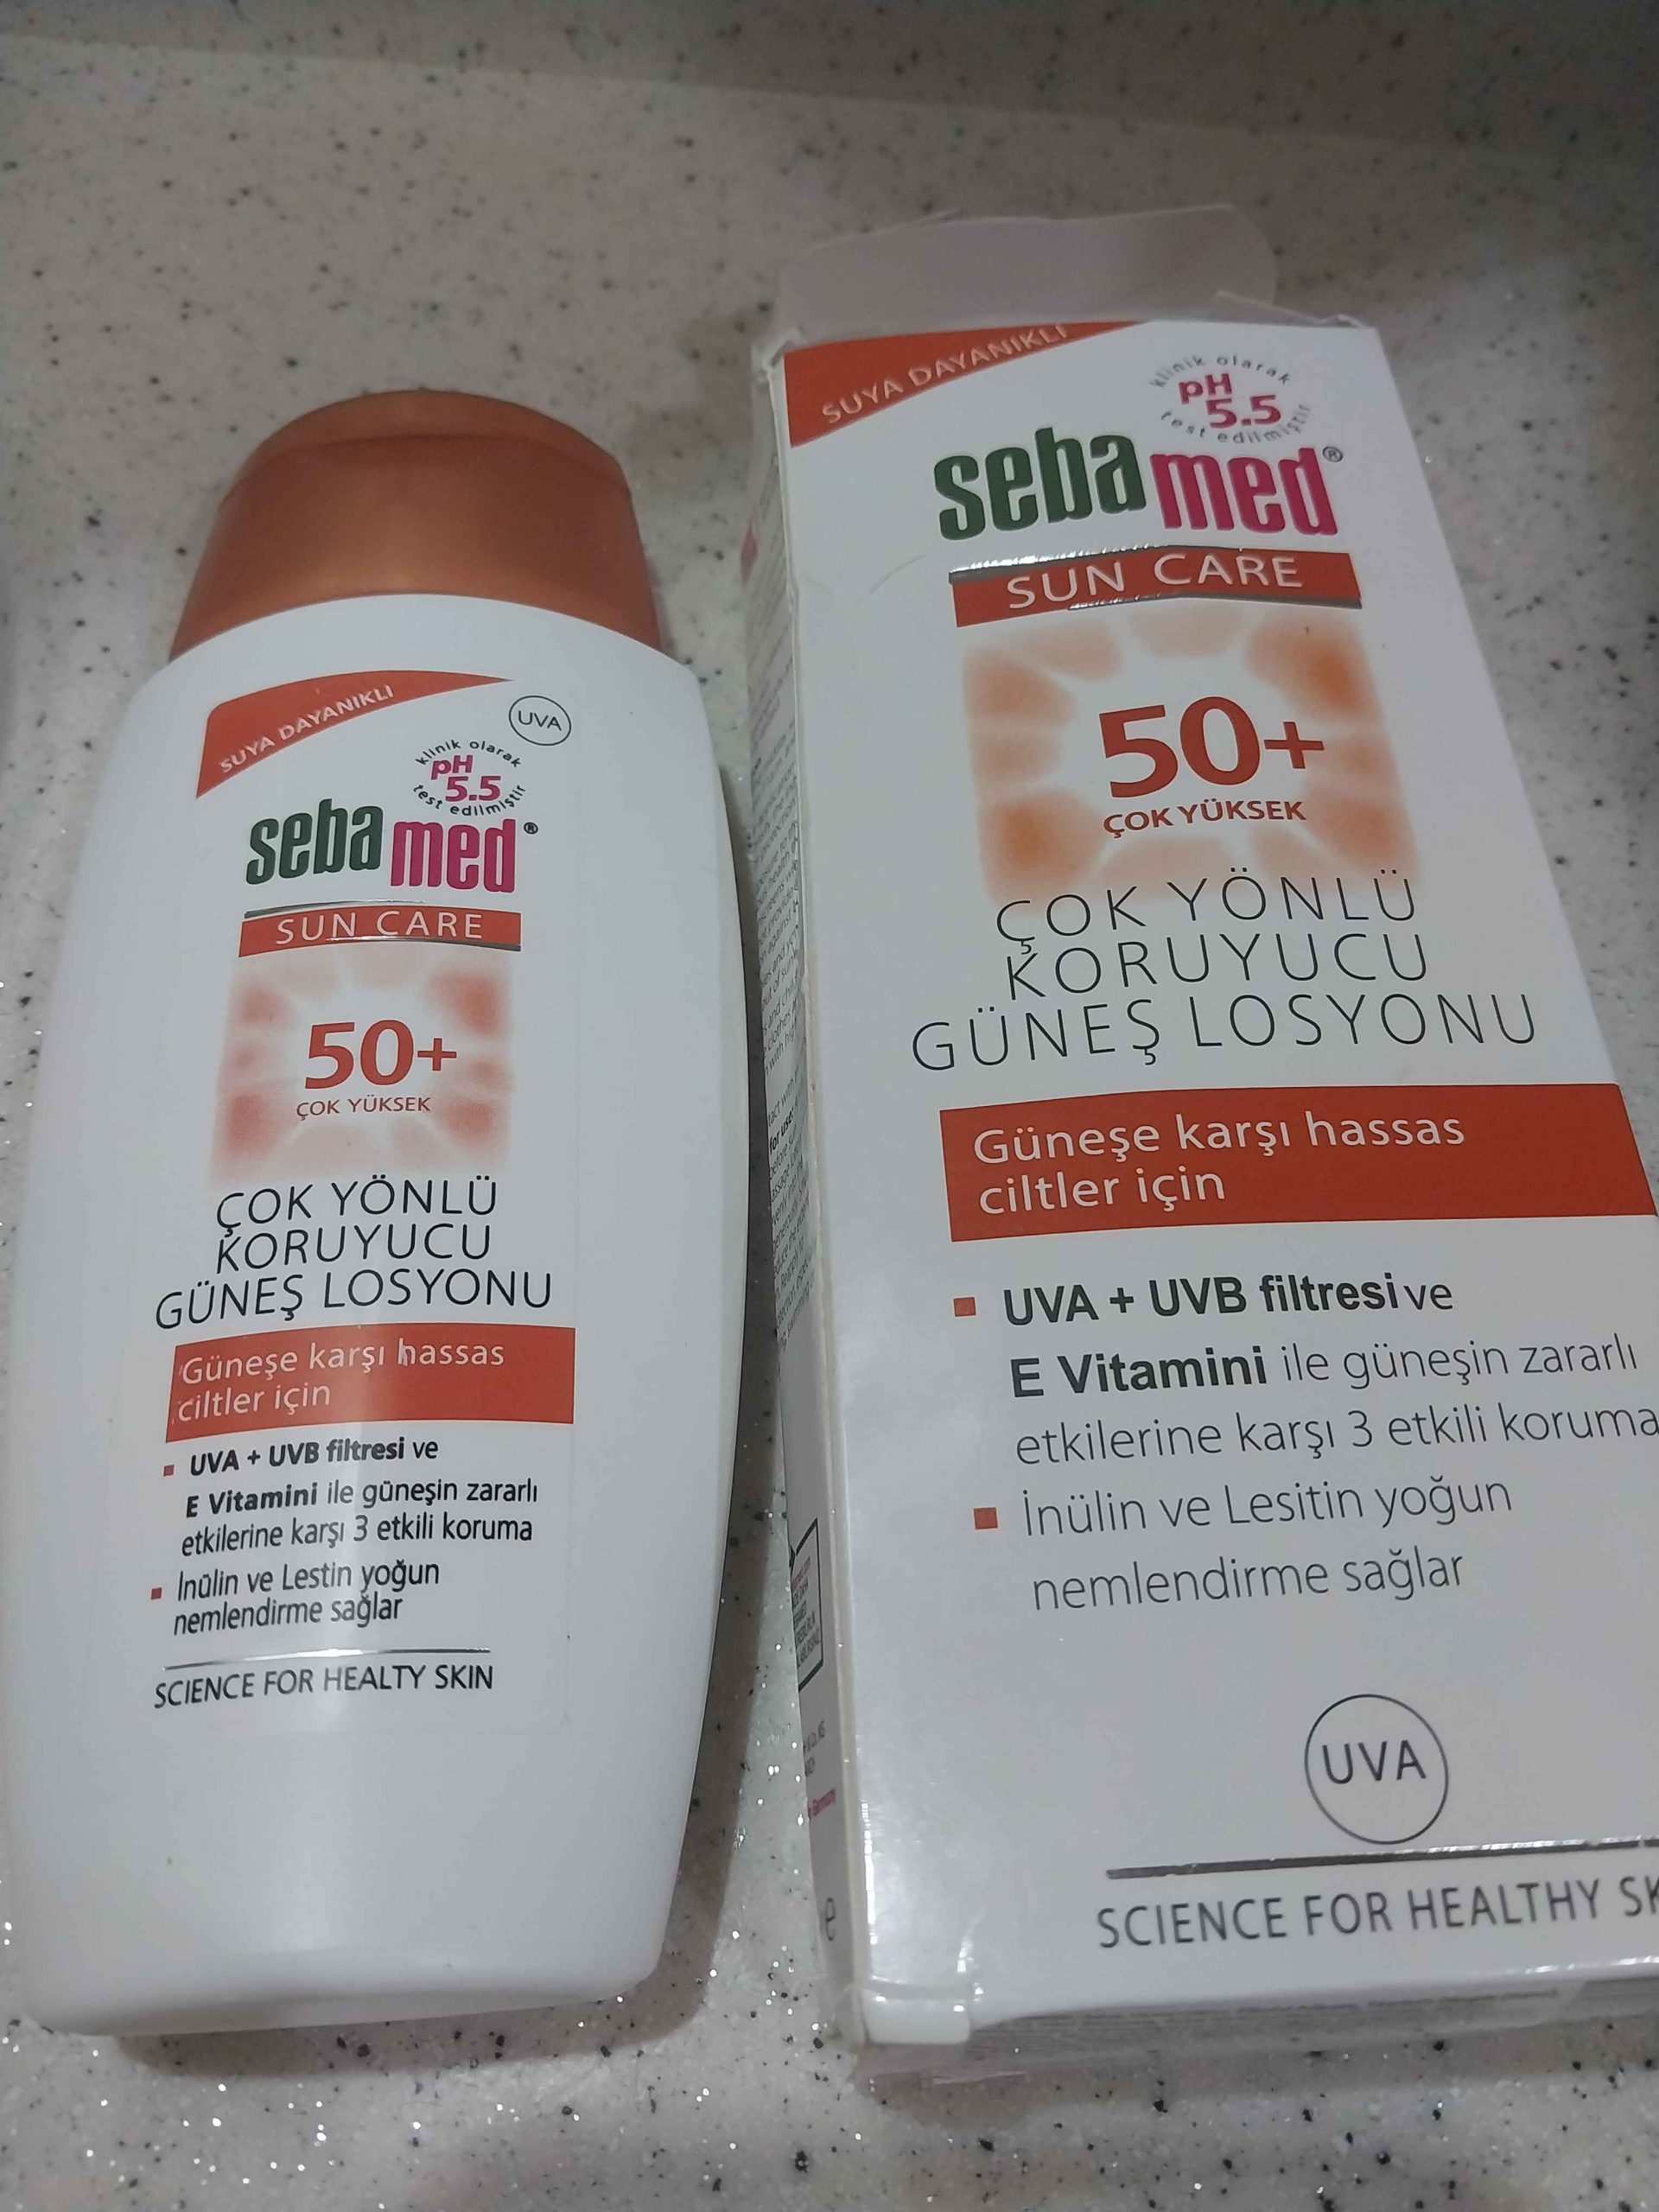 SUYA DAYANIKLI
UVA
klinik olarak
pH
5.5
test edilmiştir
sebamed®
SUN CARE
50+
ÇOK YÜKSEK
ÇOK YÖNLÜ
KORUYUCU
GÜNEŞ LOSYONU
Güneşe karşı hassas
ciltler için
UVA + UVB filtresi ve
E Vitamini ile güneşin zararlı
etkilerine karşı 3 etkili koruma
İnülin ve Lestin yoğun
nemlendirme sağlar
SCIENCE FOR HEALTY SKIN
SUYA DAYANIKLI
klinik olarak
pH
5.5
test edilmiştir
sebamed®
SUN CARE
50+
ÇOK YÜKSEK
ÇOK YÖNLÜ
KORUYUCU
GÜNEŞ LOSYONU
Güneşe karşı hassas
ciltler için
UVA + UVB filtresi ve
E Vitamini ile güneşin zararlı
etkilerine karşı 3 etkili koruma
İnülin ve Lesitin yoğun
nemlendirme sağlar
UVA
SCIENCE FOR HEALTHY
e